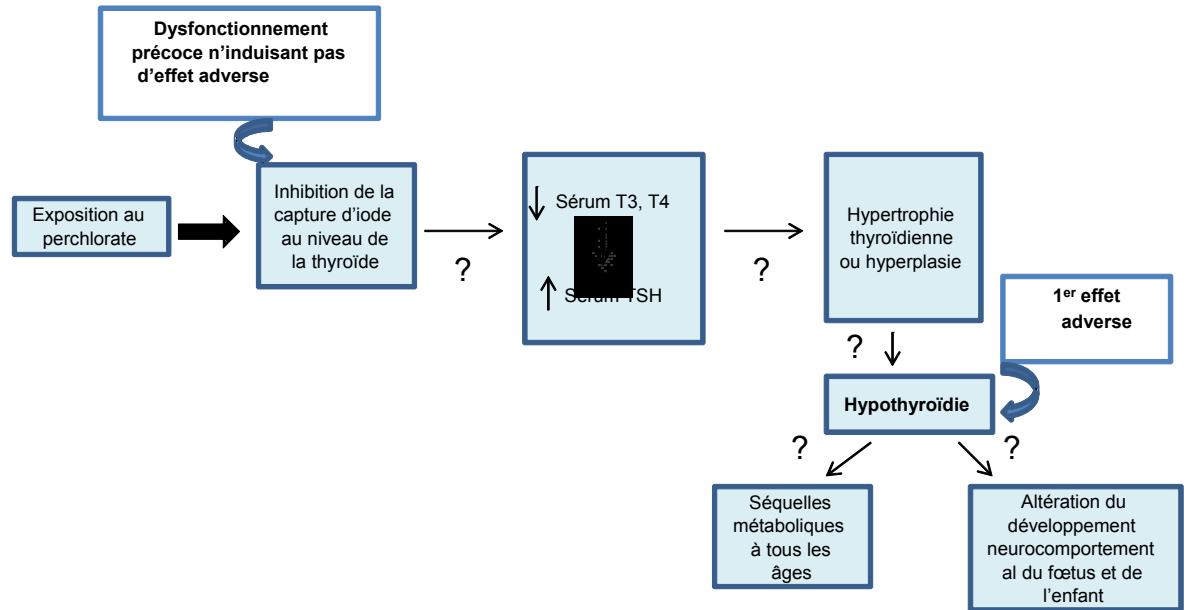 Dysfonctionnement
précoce n’induisant pas
d’effet adverse
Exposition au
perchlorate
Inhibition de la
capture d’iode
au niveau de
la thyroïde
?
Sérum T3, T4
Sérum TSH
?
Hypertrophie
thyroïdienne
ou hyperplasie
1er effet
adverse
?
Hypothyroïdie
?
?
Séquelles
métaboliques
à tous les
âges
Altération du
développement
neurocomportement
al du fœtus et de
l’enfant